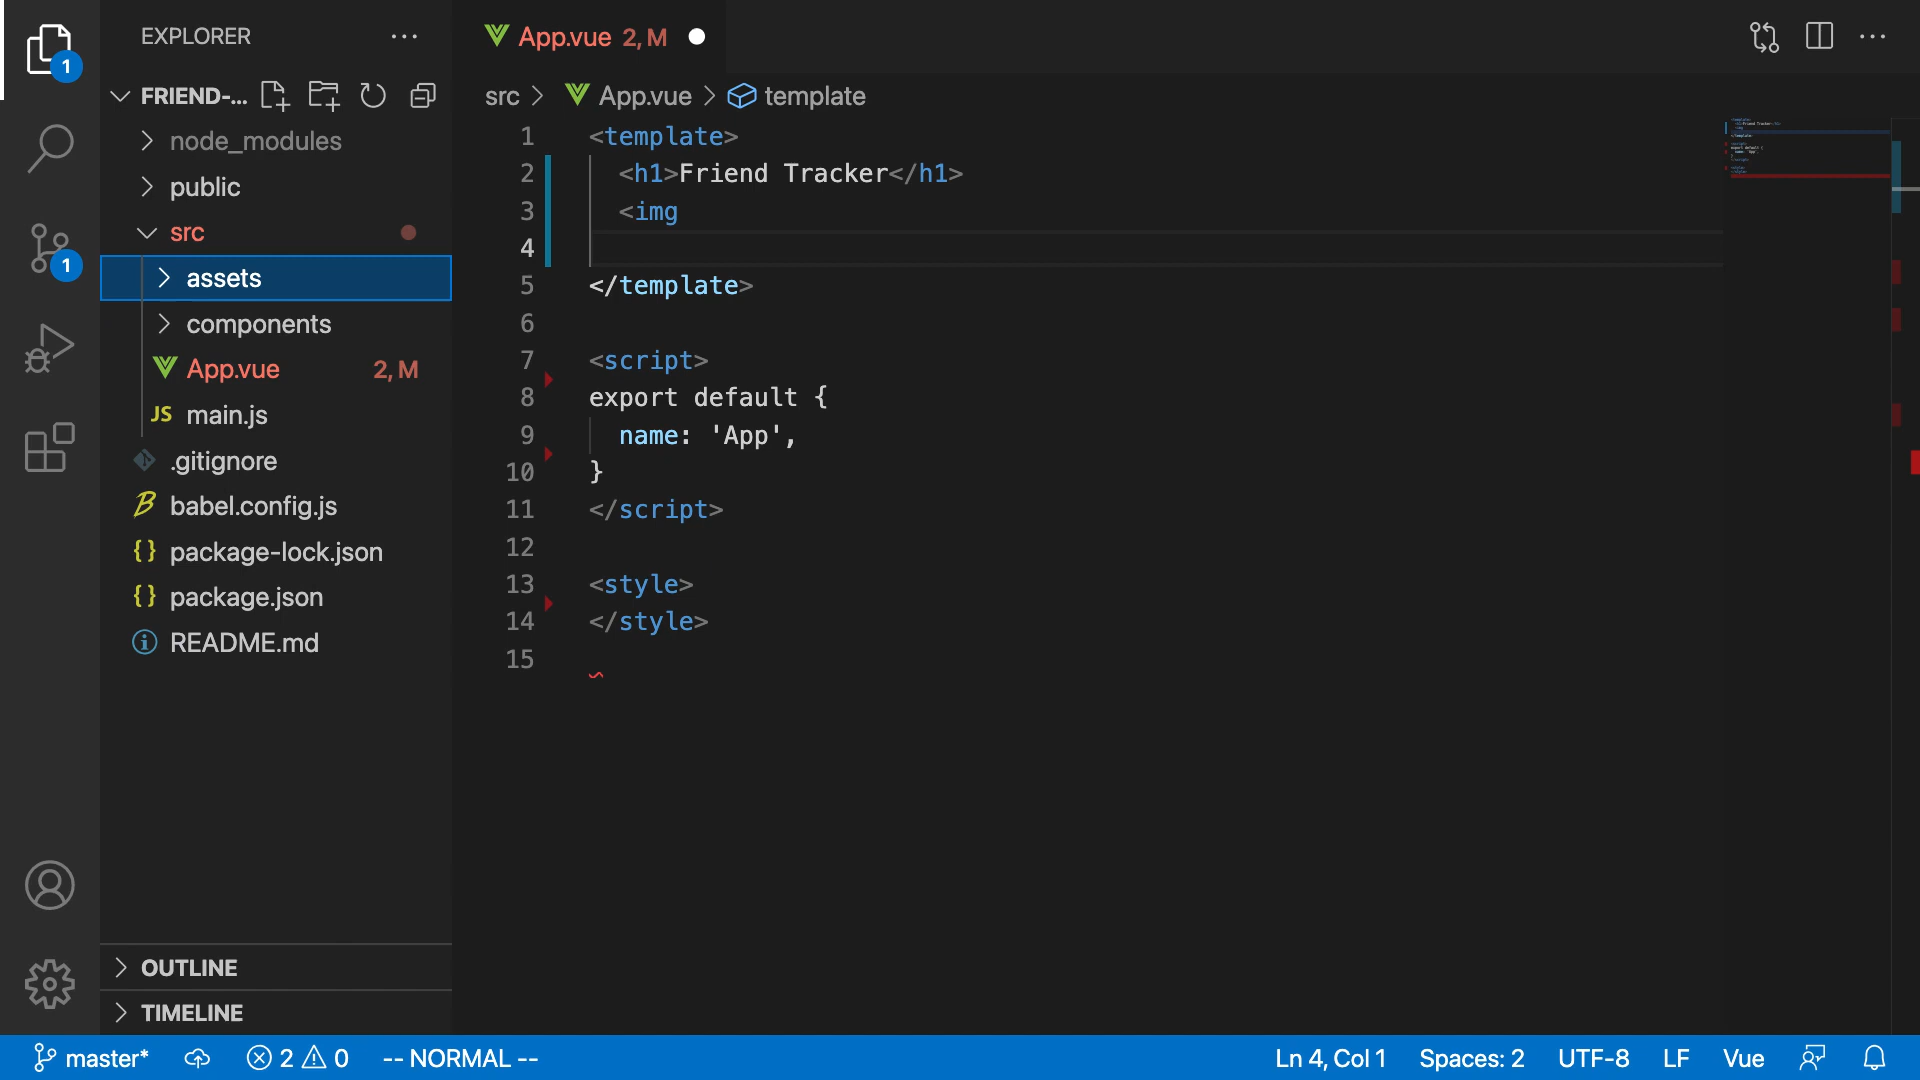 EXPLORER
FRIEND-...
node_modules
public
src
assets
components
App.vue 2, M
JS main.js
.gitignore
babel.config.js
{} package-lock.json
{} package.json
README.md
OUTLINE
TIMELINE
App.vue 2, M
src > App.vue > template
1 <template>
2 <h1>Friend Tracker</h1>
3 <img
4
5 </template>
6
7 <script>
8 export default {
9 name: 'App',
10 }
11 </script>
12
13 <style>
14 </style>
15
1
1
master* 2 0 -- NORMAL -- Ln 4, Col 1 Spaces: 2 UTF-8 LF Vue